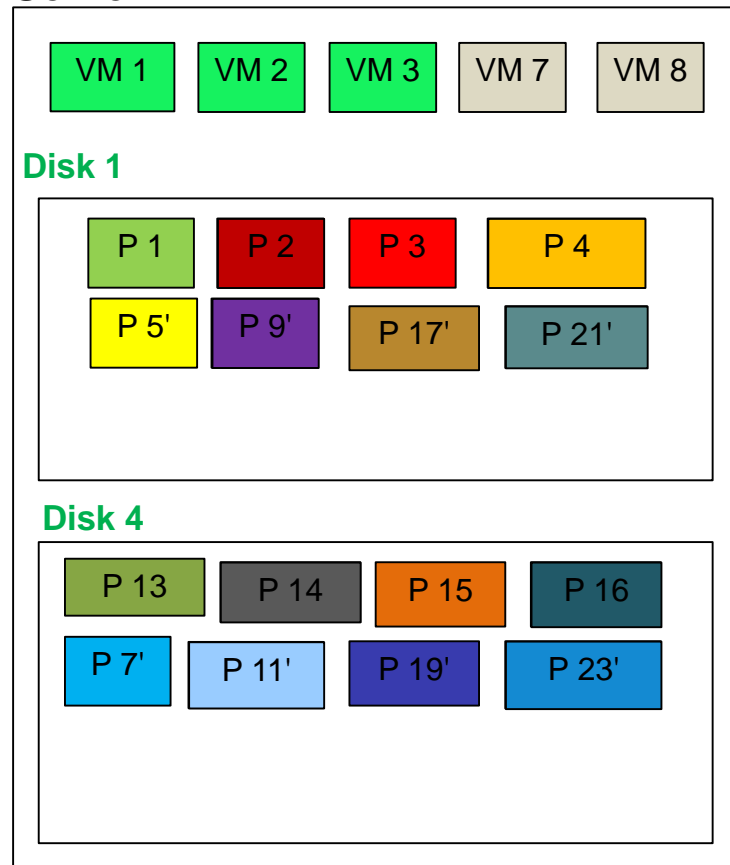 VM 1 VM 2 VM 3 VM 7 VM 8
Disk 1
P 1 P 2 P 3 P 4
P 5' P 9' P 17' P 21'
Disk 4
P 13 P 14 P 15 P 16
P 7' P 11' P 19' P 23'